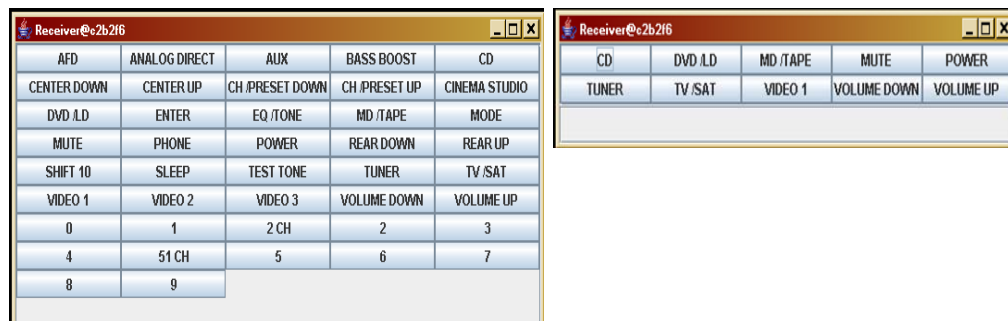 Receiver@c2b2f6
AFD ANALOG DIRECT AUX BASS BOOST CD
CENTER DOWN CENTER UP CH /PRESET DOWN CH /PRESET UP CINEMA STUDIO
DVD /LD ENTER EQ /TONE MD /TAPE MODE
MUTE PHONE POWER REAR DOWN REAR UP
SHIFT 10 SLEEP TEST TONE TUNER TV /SAT
VIDEO 1 VIDEO 2 VIDEO 3 VOLUME DOWN VOLUME UP
0 1 2 CH 2 3
4 51 CH 5 6 7
8 9
Receiver@c2b2f6
CD DVD /LD MD /TAPE MUTE POWER
TUNER TV /SAT VIDEO 1 VOLUME DOWN VOLUME UP